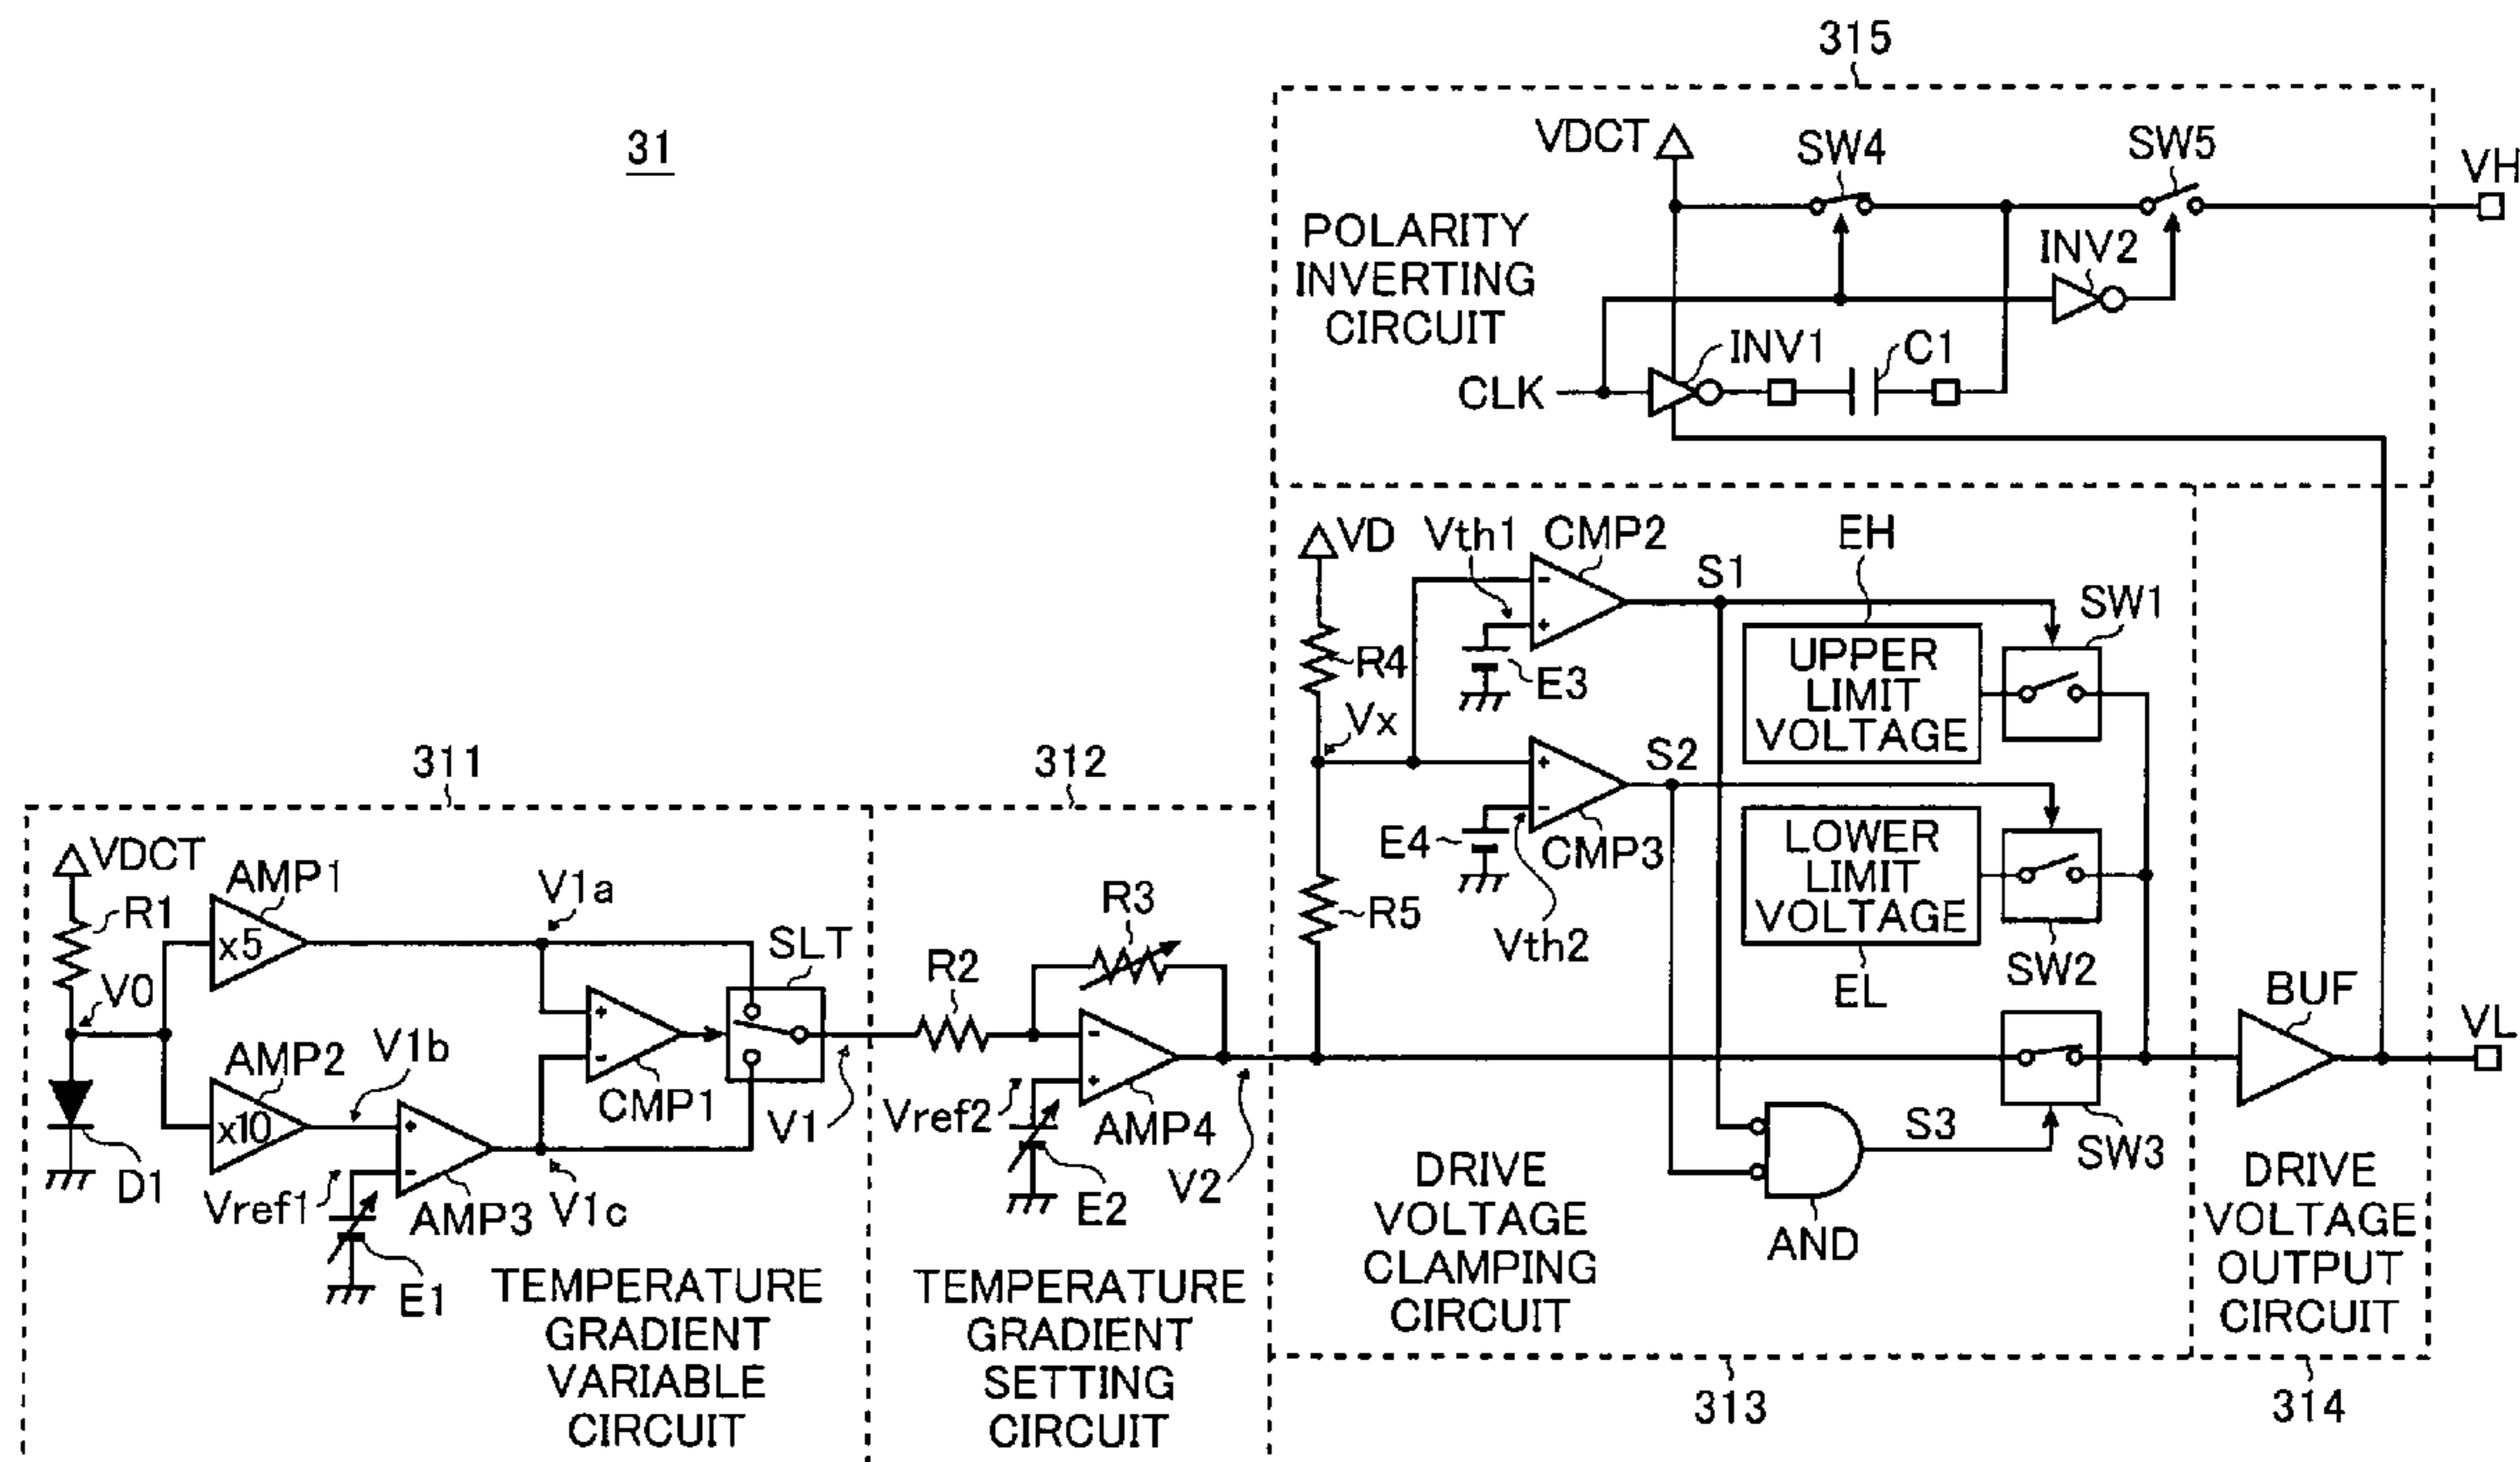 315
31
VDCT
SW4
SW5
VH
POLARITY
INVERTING
CIRCUIT
INV2
INV1
C1
CLK
VD
Vth1
CMP2
S1
EH
SW1
R4
E3
UPPER
LIMIT
VOLTAGE
Vx
S2
E4
CMP3
LOWER
LIMIT
VOLTAGE
R5
Vth2
EL
SW2
311
312
VDCT
AMP1
R1
x5
V1a
SLT
R3
V0
R2
AMP2
V1b
x10
CMP1
V1
Vref2
AMP4
BUF
VL
D1
Vref1
AMP3
V1c
E1
E2
V2
S3
SW3
AND
TEMPERATURE
GRADIENT
VARIABLE
CIRCUIT
TEMPERATURE
GRADIENT
SETTING
CIRCUIT
DRIVE
VOLTAGE
CLAMPING
CIRCUIT
DRIVE
VOLTAGE
OUTPUT
CIRCUIT
313
314